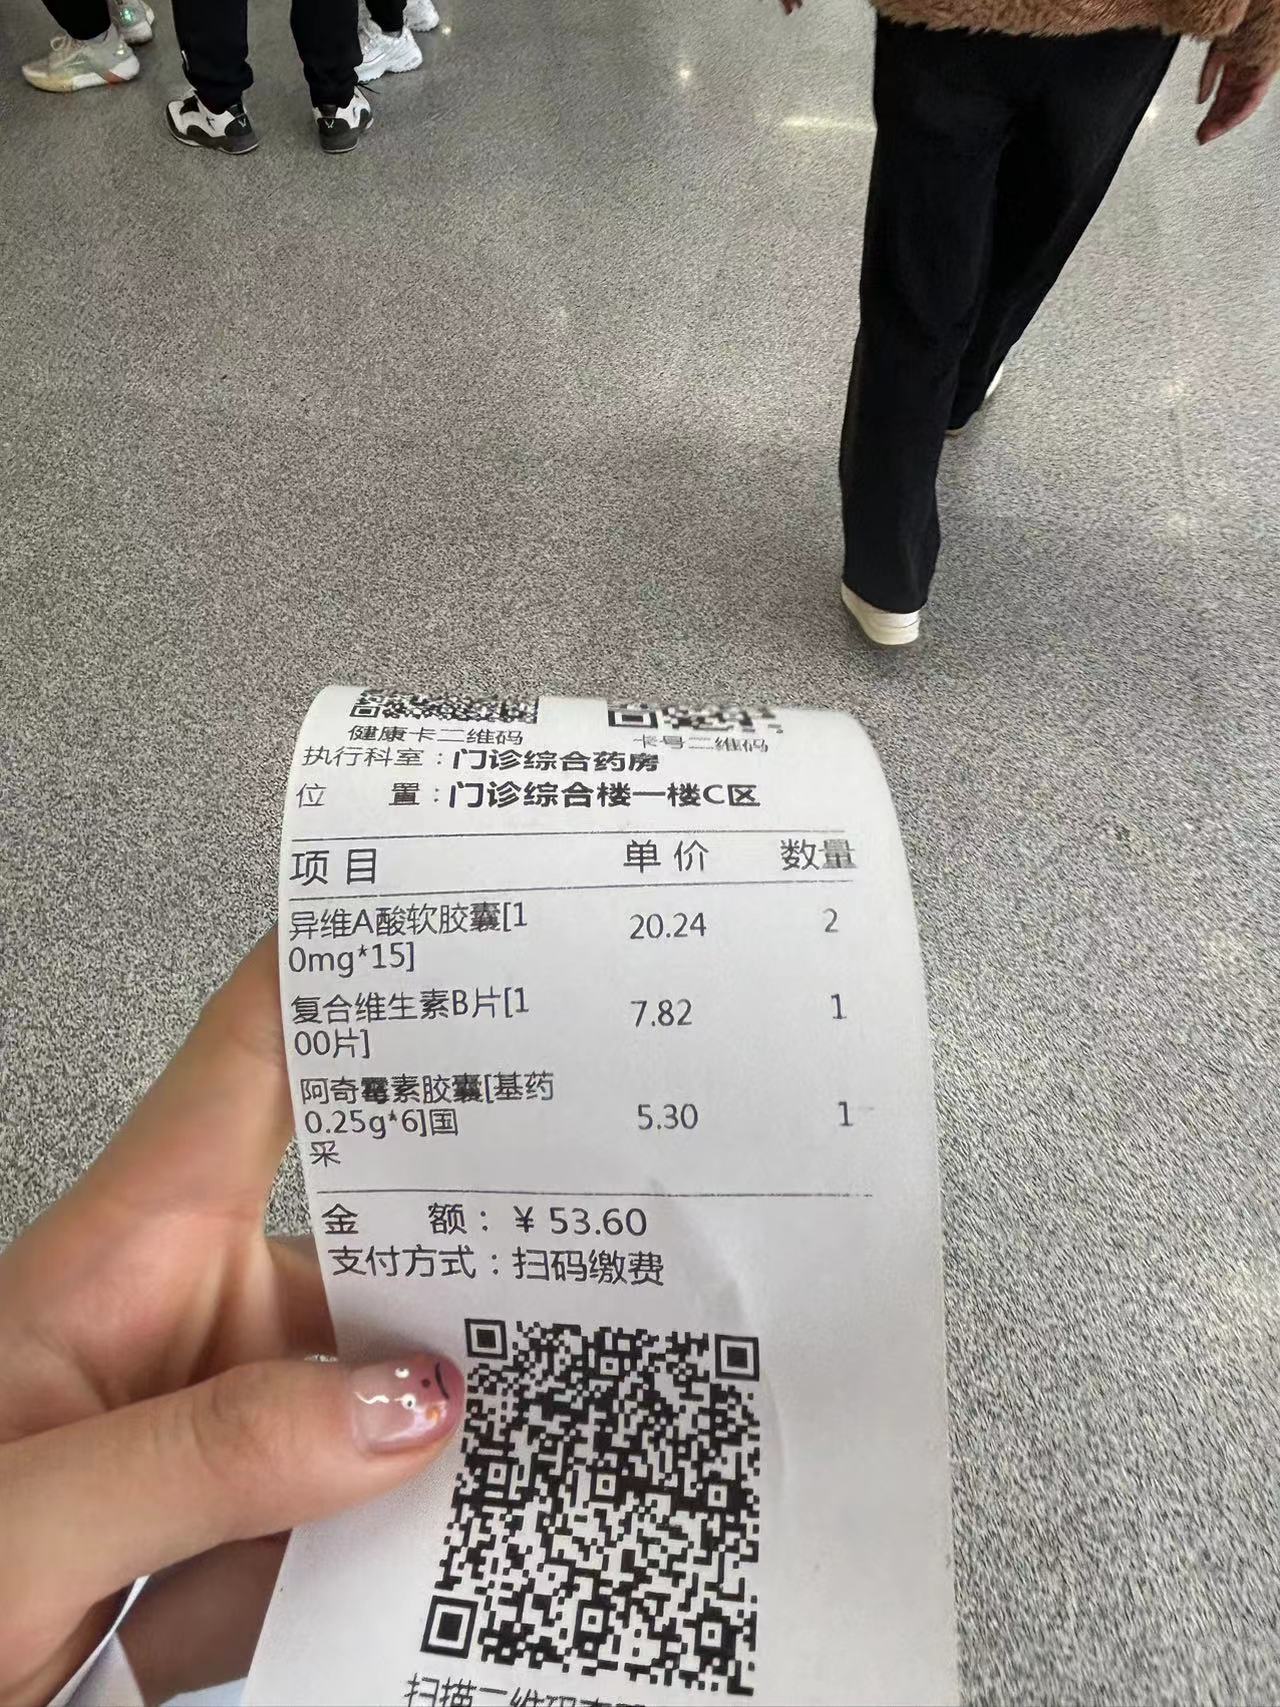 健康卡二维码 卡号二维码
执行科室：门诊综合药房
位 置：门诊综合楼一楼C区
项目 单价 数量
异维A酸软胶囊[1 20.24 2
0mg*15]
复合维生素B片[1 7.82 1
00片]
阿奇霉素胶囊[基药 5.30 1
0.25g*6]国
采
金 额：¥ 53.60
支付方式：扫码缴费
扫描二维码